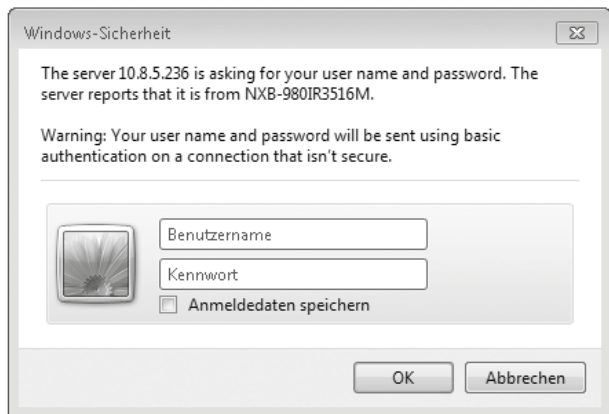 Windows-Sicherheit
The server 10.8.5.236 is asking for your user name and password. The
server reports that it is from NXB-980IR3516M.
Warning: Your user name and password will be sent using basic
authentication on a connection that isn't secure.
Benutzername
Kennwort
Anmeldedaten speichern
OK
Abbrechen